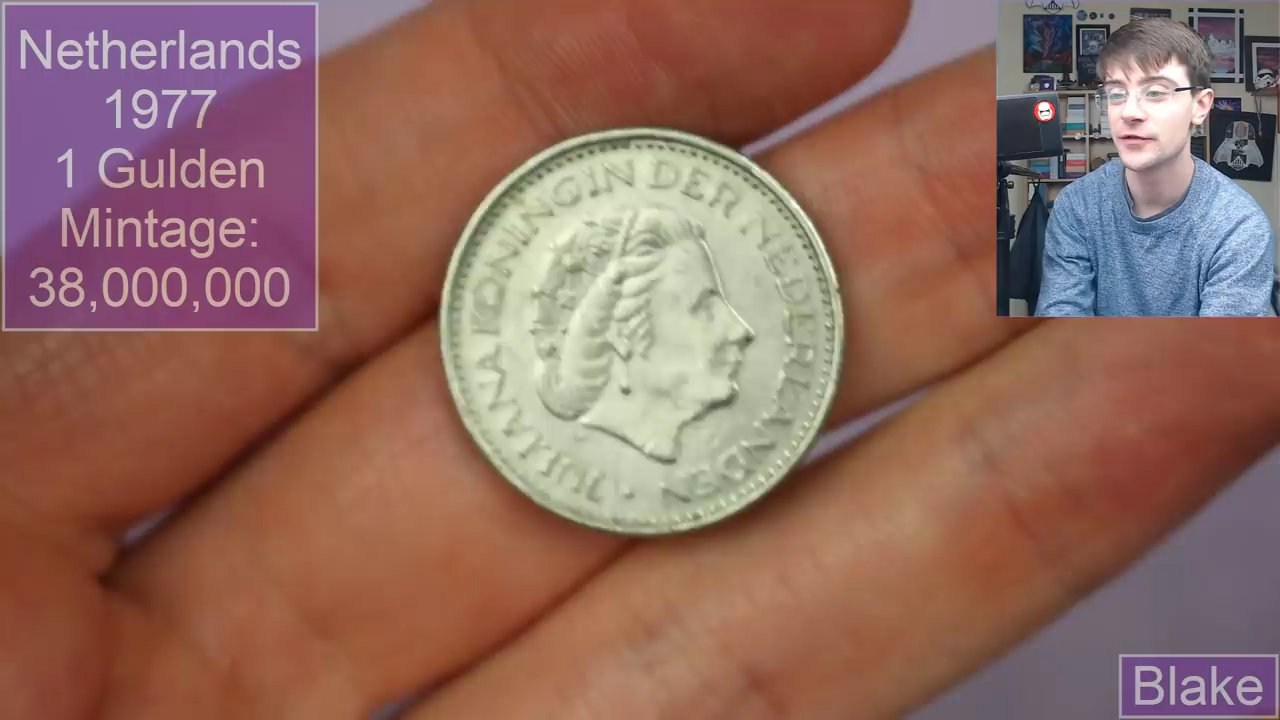 Netherlands
1977
1 Gulden
Mintage:
38,000,000
JULIANA KONINGIN DER NEDERLANDEN
Blake